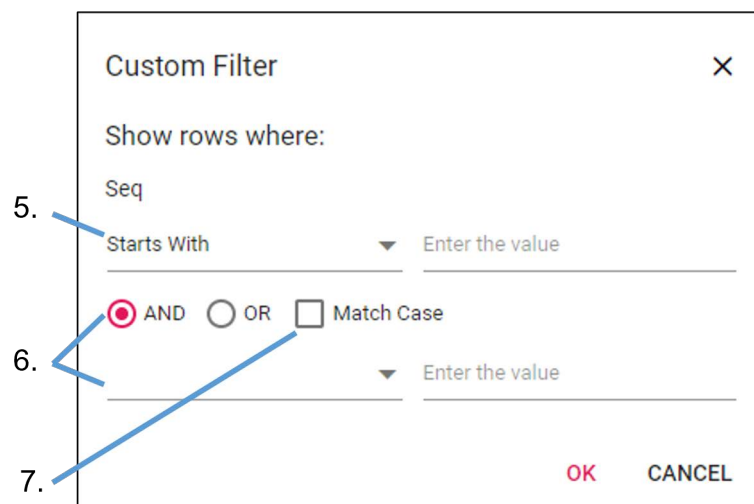 Custom Filter
Show rows where:
Seq
5.
Starts With Enter the value
AND OR Match Case
6.
Enter the value
7.
OK CANCEL